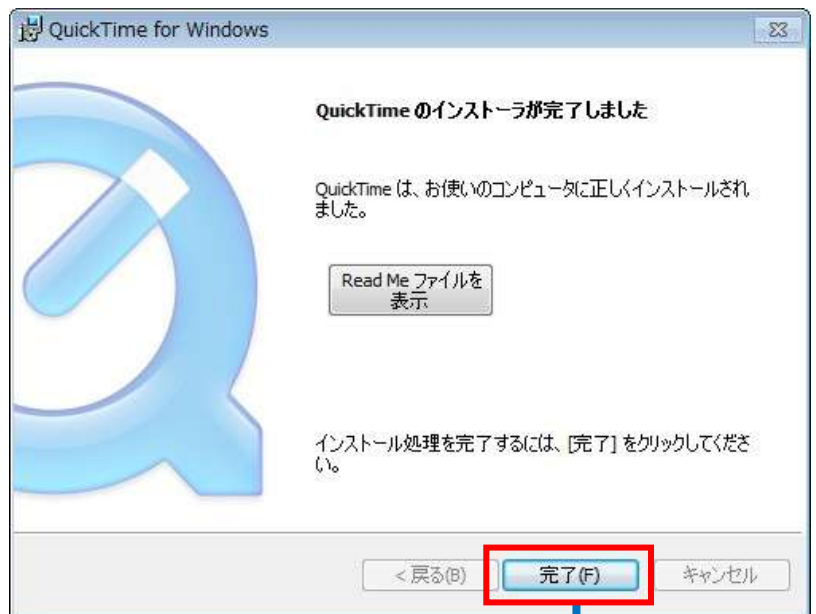 QuickTime for Windows
QuickTime のインストーラが完了しました
QuickTime は、お使いのコンピュータに正しくインストールされ
ました。
Read Me ファイルを
表示
インストール処理を完了するには、[完了] をクリックしてくださ
い。
< 戻る(B)
完了(F)
キャンセル